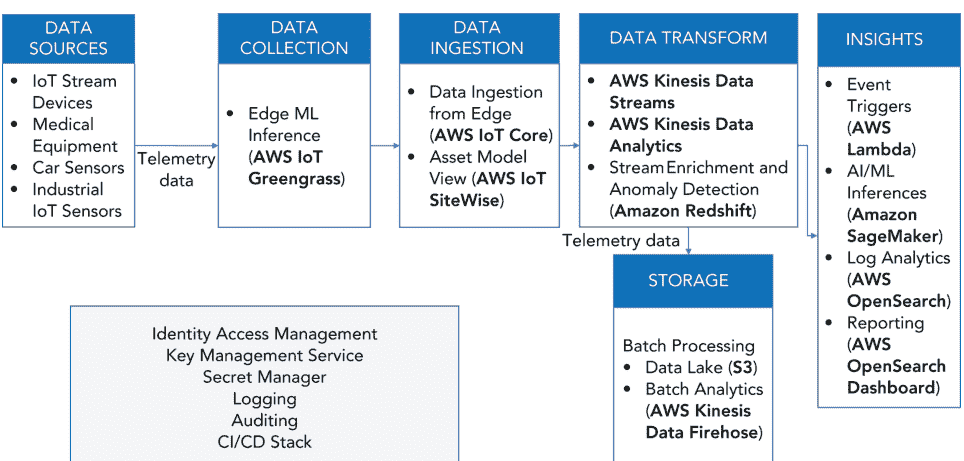 DATA
SOURCES
• IoT Stream
Devices
• Medical
Equipment
• Car Sensors
• Industrial
IoT Sensors
Telemetry
data
DATA
COLLECTION
• Edge ML
Inference
(AWS IoT
Greengrass)
DATA
INGESTION
• Data Ingestion
from Edge
(AWS IoT Core)
• Asset Model
View (AWS IoT
SiteWise)
DATA TRANSFORM
• AWS Kinesis Data
Streams
• AWS Kinesis Data
Analytics
• Stream Enrichment and
Anomaly Detection
(Amazon Redshift)
Telemetry data
STORAGE
Batch Processing
• Data Lake (S3)
• Batch Analytics
(AWS Kinesis
Data Firehose)
INSIGHTS
• Event
Triggers
(AWS
Lambda)
• AI/ML
Inferences
(Amazon
SageMaker)
• Log Analytics
(AWS
OpenSearch)
• Reporting
(AWS
OpenSearch
Dashboard)
Identity Access Management
Key Management Service
Secret Manager
Logging
Auditing
CI/CD Stack